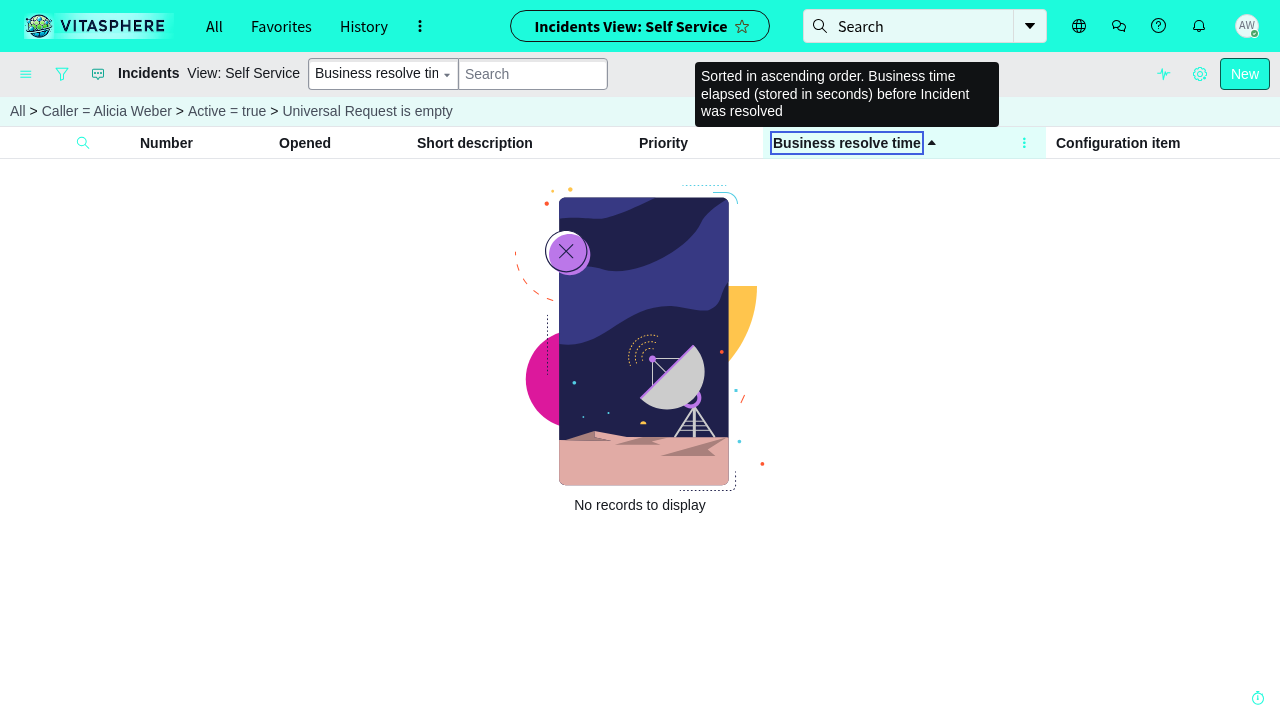 VITASPHERE
All
Favorites
History
Incidents View: Self Service
Search
AW
Incidents
View: Self Service
Business resolve tim
Search
New
Sorted in ascending order. Business time
elapsed (stored in seconds) before Incident
was resolved
All > Caller = Alicia Weber > Active = true > Universal Request is empty
Number
Opened
Short description
Priority
Business resolve time
Configuration item
No records to display